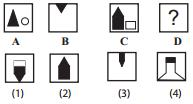 ?
A B C D
(1) (2) (3) (4)